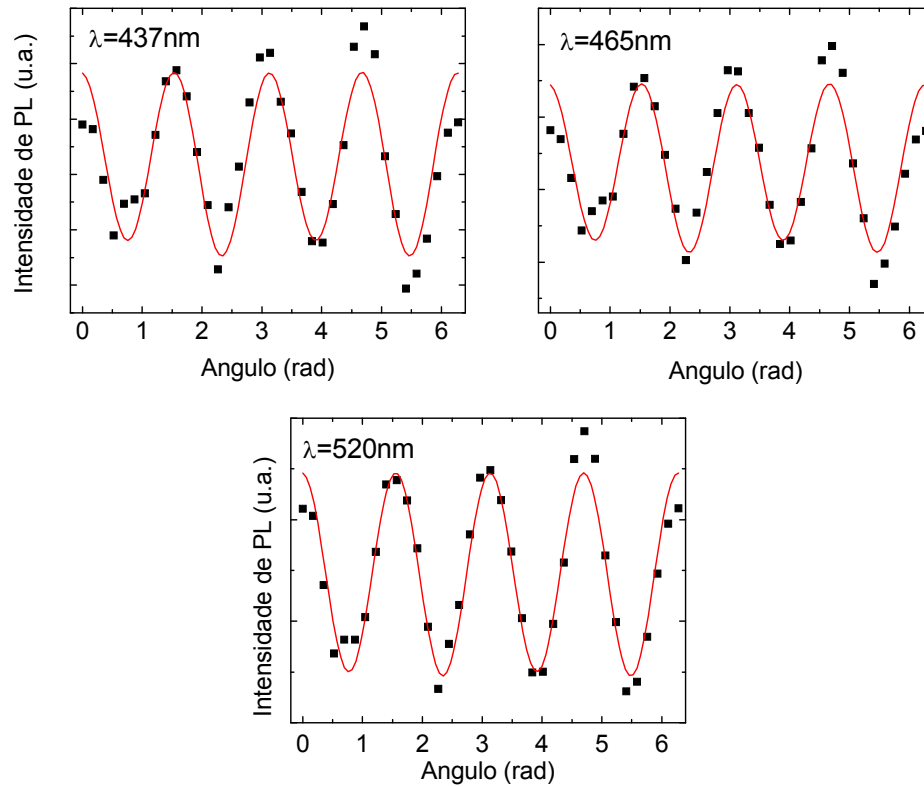 λ=437nm
Intensidade de PL (u.a.)
0 1 2 3 4 5 6
Angulo (rad)
λ=465nm
0 1 2 3 4 5 6
Angulo (rad)
λ=520nm
Intensidade de PL (u.a.)
0 1 2 3 4 5 6
Angulo (rad)